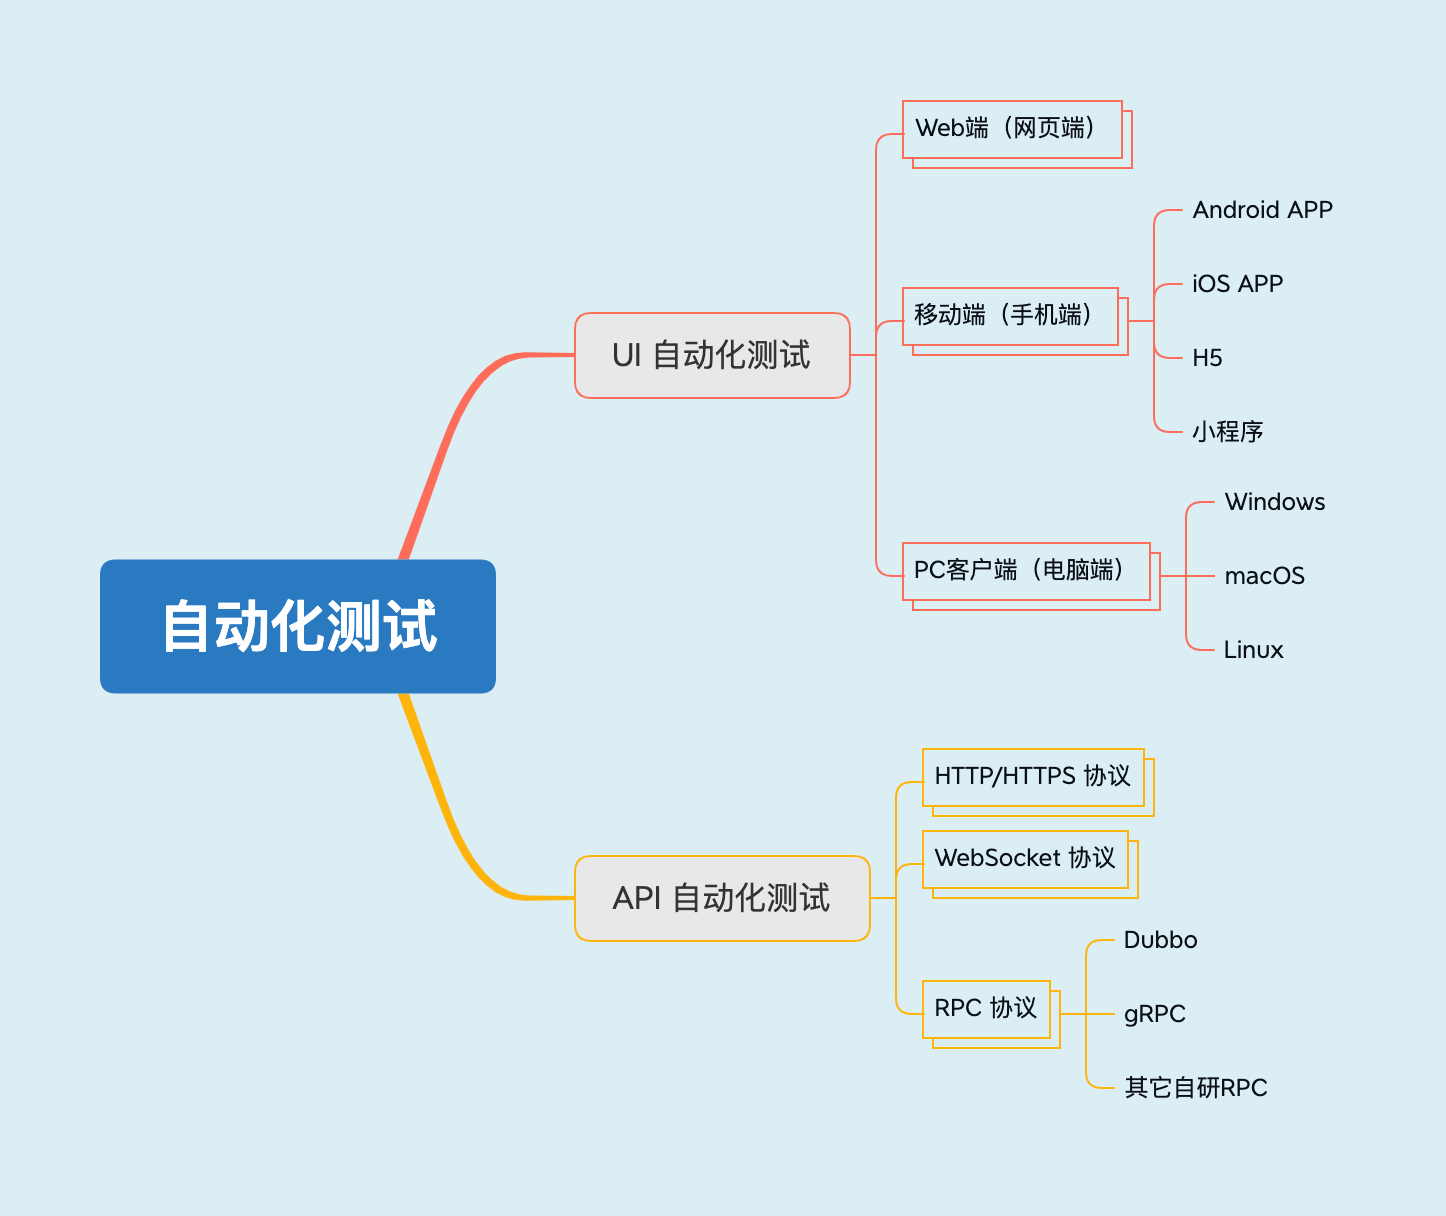 自动化测试
UI 自动化测试
Web端（网页端）
移动端（手机端）
Android APP
iOS APP
H5
小程序
PC客户端（电脑端）
Windows
macOS
Linux
API 自动化测试
HTTP/HTTPS 协议
WebSocket 协议
RPC 协议
Dubbo
gRPC
其它自研RPC